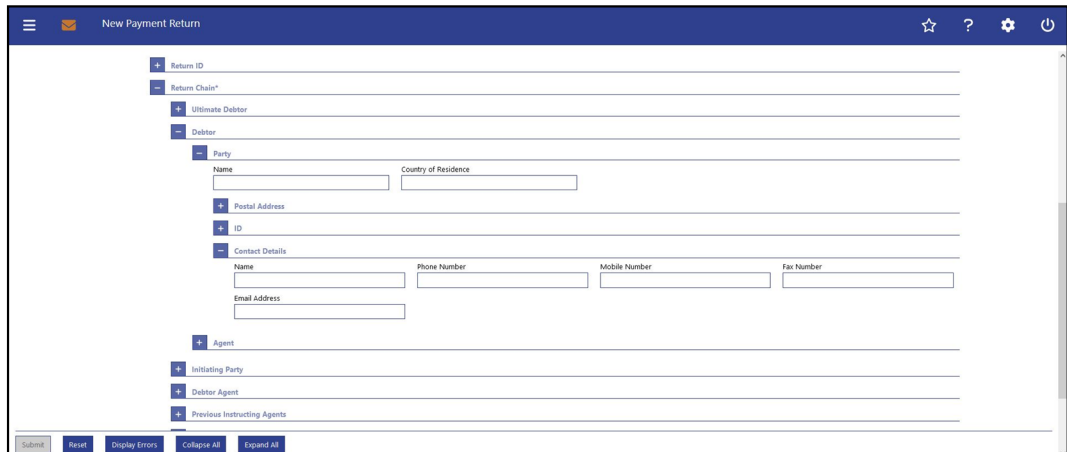 New Payment Return ?
+ Return ID
− Return Chain*
+ Ultimate Debtor
− Debtor
− Party
Name Country of Residence
+ Postal Address
+ ID
− Contact Details
Name Phone Number Mobile Number Fax Number
Email Address
+ Agent
+ Initiating Party
+ Debtor Agent
+ Previous Instructing Agents
Submit Reset Display Errors Collapse All Expand All